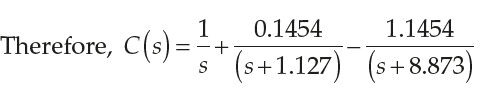 Therefore, C(s) = 1/s + 0.1454/(s+1.127) − 1.1454/(s+8.873)